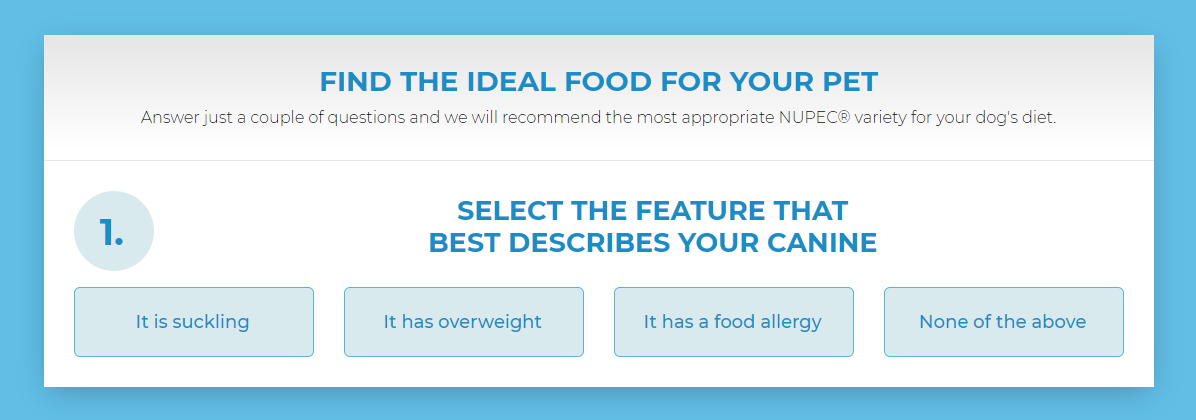 FIND THE IDEAL FOOD FOR YOUR PET
Answer just a couple of questions and we will recommend the most appropriate NUPEC® variety for your dog's diet.
1.
SELECT THE FEATURE THAT
BEST DESCRIBES YOUR CANINE
It is suckling
It has overweight
It has a food allergy
None of the above